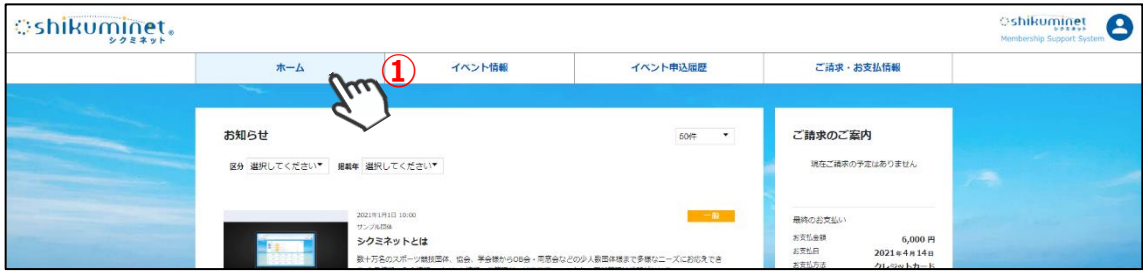 shikuminet®
シクミネット
shikuminet
シクミネット
Membership Support System
ホーム
イベント情報
イベント申込履歴
ご請求・お支払情報
①
お知らせ
50件
区分 選択してください 掲載年 選択してください
2021年1月1日 10:00
一般
サンプル団体
シクミネットとは
数十万名のスポーツ競技団体、協会、学会様からOB会・同窓会などの少人数団体様まで多様なニーズにお応えでき
ご請求のご案内
現在ご請求の予定はありません
最終のお支払い
お支払金額 6,000 円
お支払日 2021年4月14日
お支払方法 クレジットカード